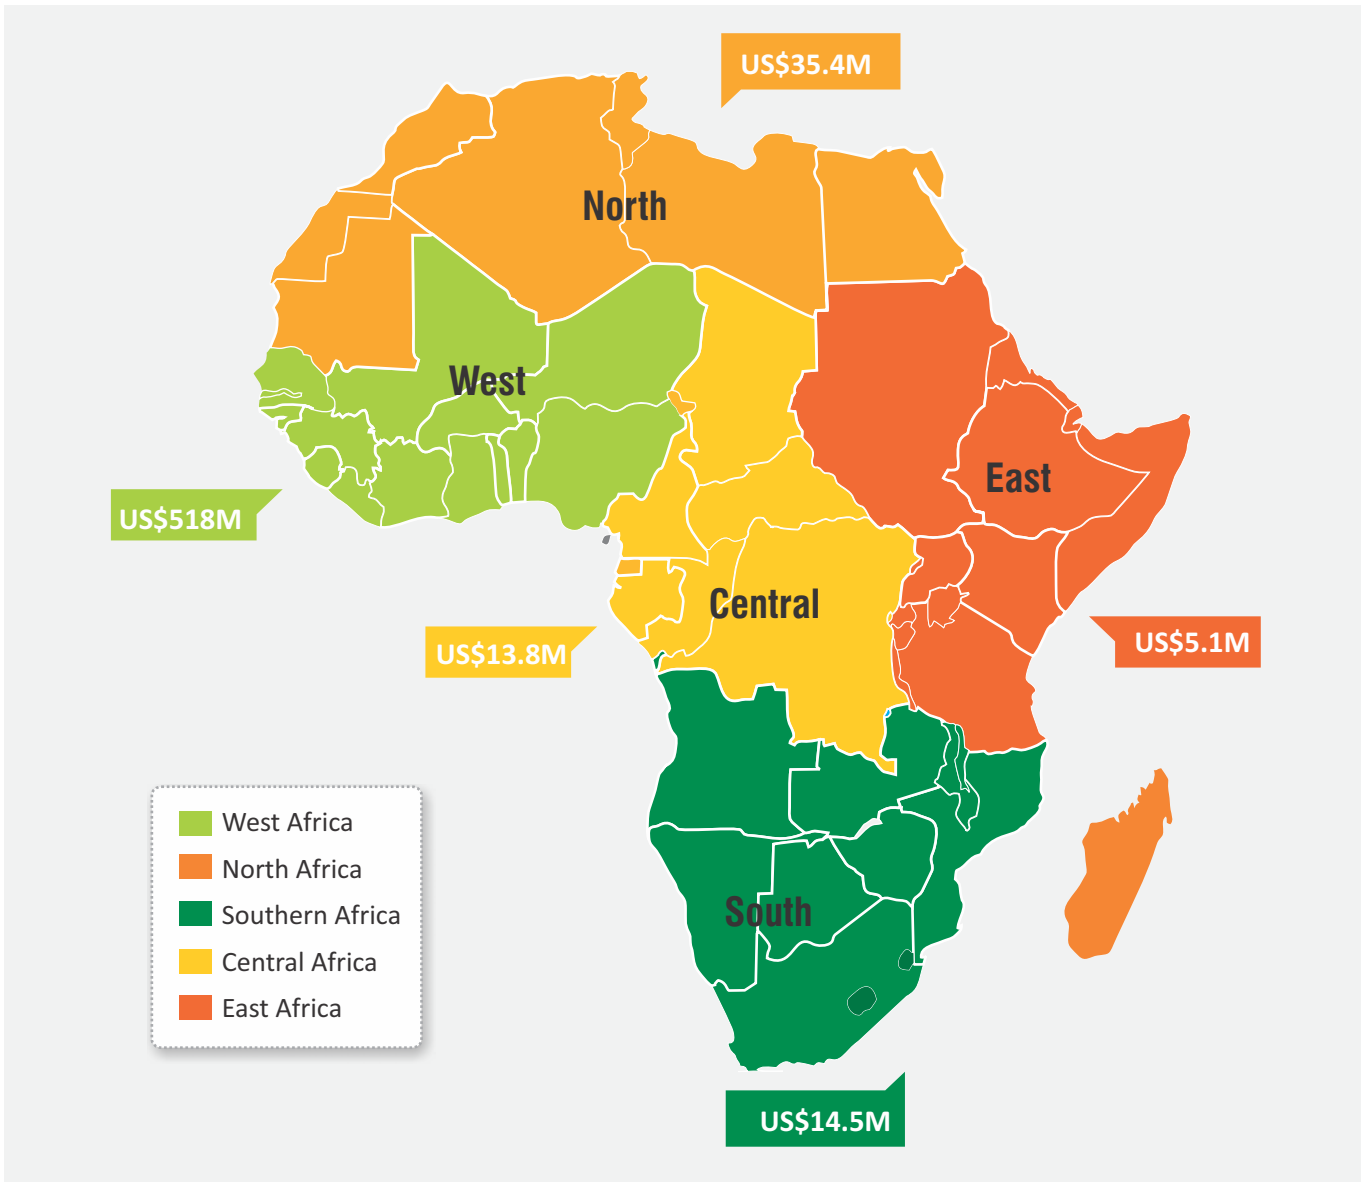 US$35.4M
North
West
East
US$518M
Central
US$13.8M
US$5.1M
West Africa
North Africa
Southern Africa
Central Africa
East Africa
South
US$14.5M